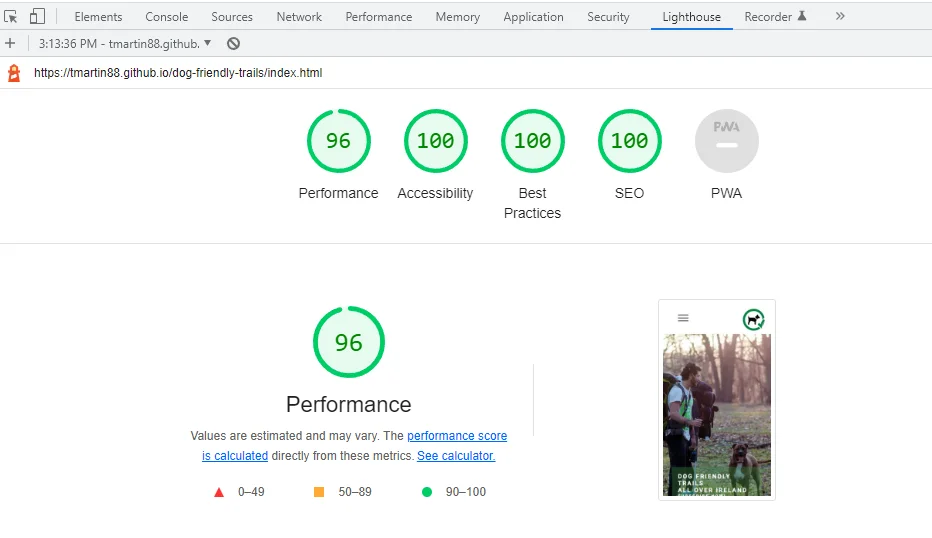 Elements Console Sources Network Performance Memory Application Security Lighthouse Recorder
3:13:36 PM - tmartin88.github.
https://tmartin88.github.io/dog-friendly-trails/index.html
96 100 100 100 PWA
Performance Accessibility Best Practices SEO PWA
96
Performance
Values are estimated and may vary. The performance score
is calculated directly from these metrics. See calculator.
0–49 50–89 90–100
DOG FRIENDLY
TRAILS
ALL OVER IRELAND